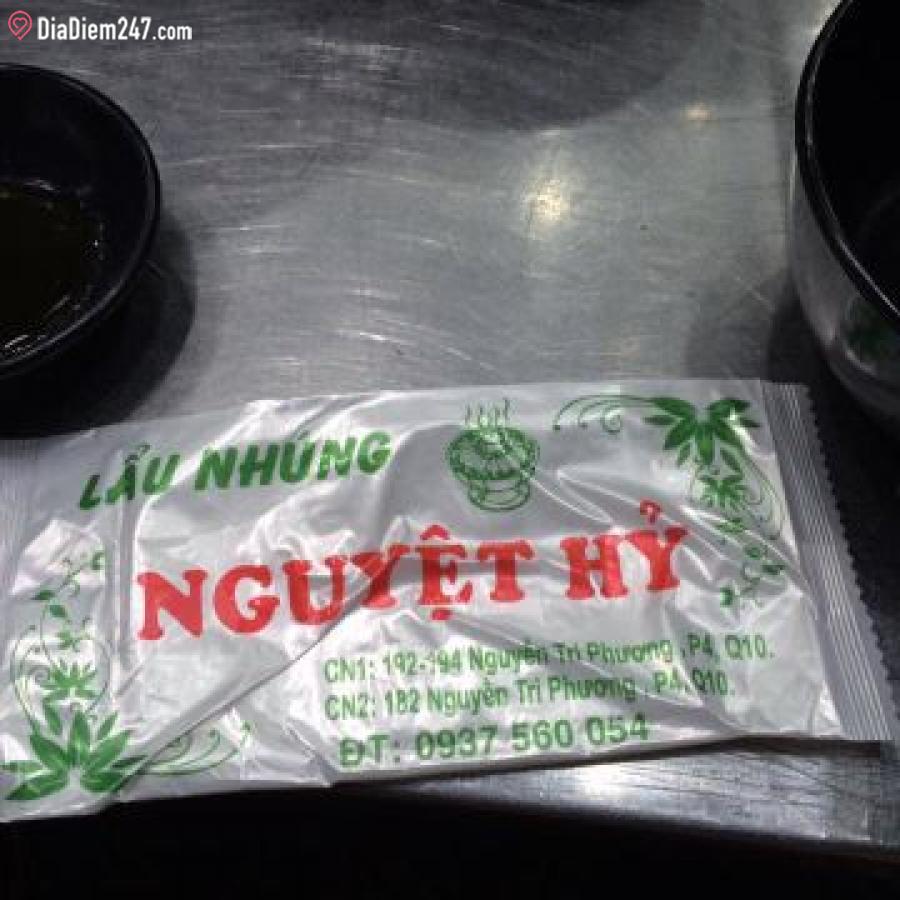 DiaDiem247.com
LẨU NHÚNG
NGUYỆT HỶ
CN1: 192-194 Nguyễn Tri Phương , P4, Q10.
CN2: 182 Nguyễn Tri Phương , P4, Q10.
ĐT: 0937 560 054